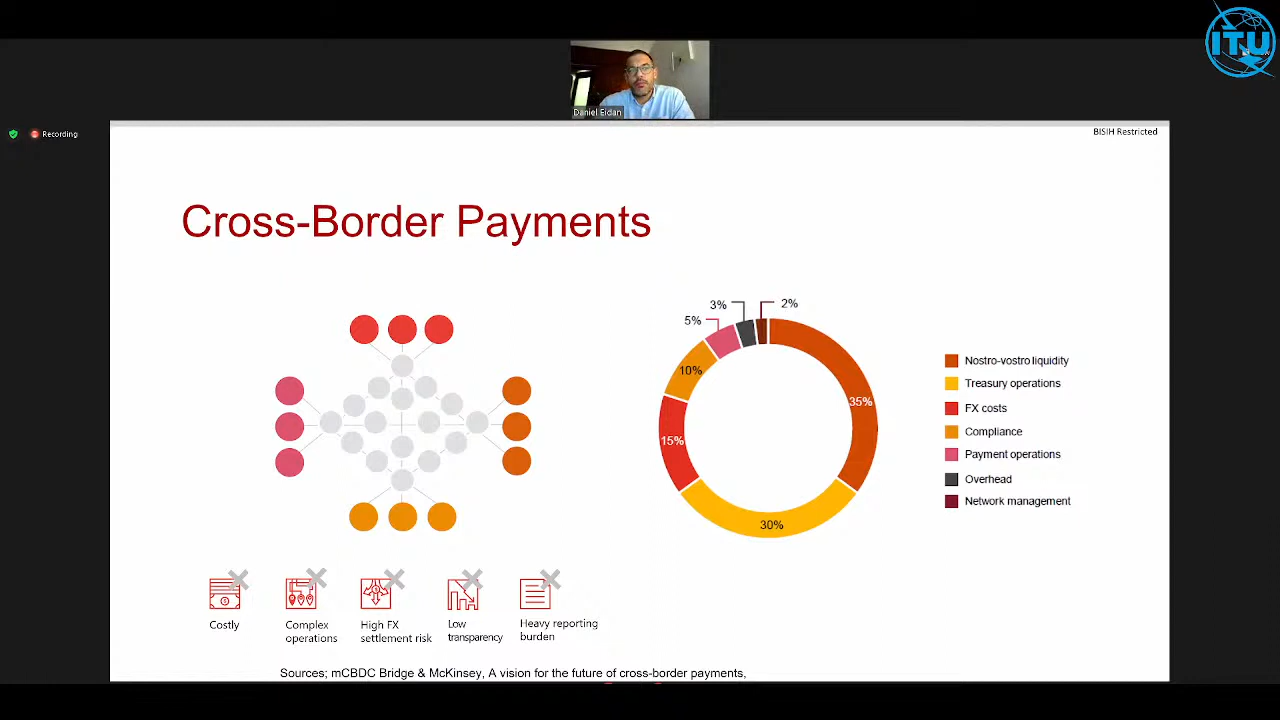 ITU
Daniel Eidan
Recording
BISIH Restricted
Cross-Border Payments
3%
2%
5%
10%
35%
15%
30%
Nostro-vostro liquidity
Treasury operations
FX costs
Compliance
Payment operations
Overhead
Network management
Costly
Complex
operations
High FX
settlement risk
Low
transparency
Heavy reporting
burden
Sources; mCBDC Bridge & McKinsey, A vision for the future of cross-border payments,